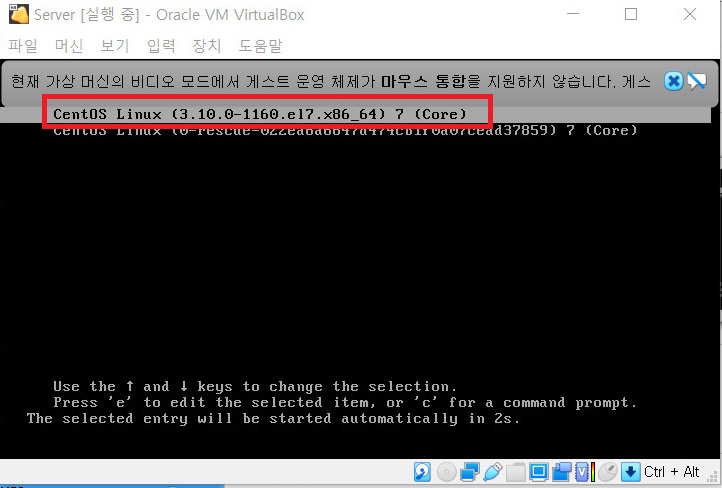 Server [실행 중] - Oracle VM VirtualBox
파일 머신 보기 입력 장치 도움말
현재 가상 머신의 비디오 모드에서 게스트 운영 체제가 마우스 통합을 지원하지 않습니다. 게스
CentOS Linux (3.10.0-1160.el7.x86_64) 7 (Core)
CentOS Linux 7 (Core)
Use the ↑ and ↓ keys to change the selection.
Press 'e' to edit the selected item, or 'c' for a command prompt.
The selected entry will be started automatically in 2s.
Ctrl + Alt